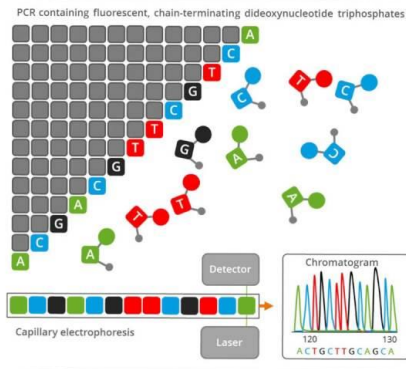 PCR containing fluorescent, chain-terminating dideoxynucleotide triphosphates
A
C
T
G
C
T
T
G
C
A
G
C
A
C
T
C
G
A
C
A
T
T
A
Detector
Capillary electrophoresis
Laser
Chromatogram
120 130
ACTGCTTGCAGCA